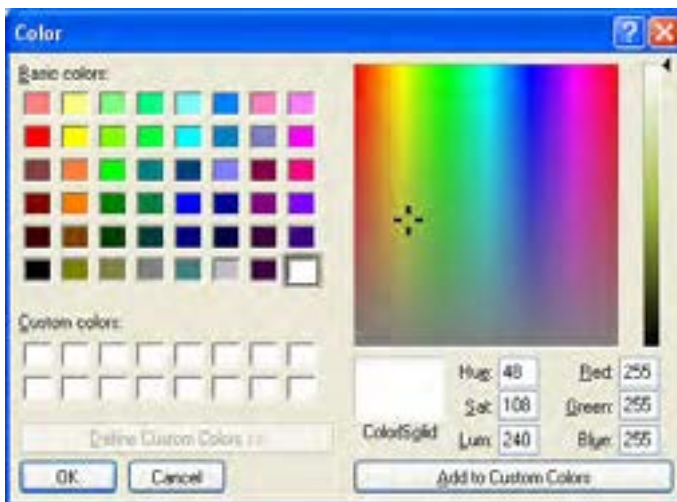 Color
?
Basic colors:
Custom colors:
Define Custom Colors >>
OK
Cancel
Color|Solid
Hue: 48
Sat: 108
Lum: 240
Red: 255
Green: 255
Blue: 255
Add to Custom Colors